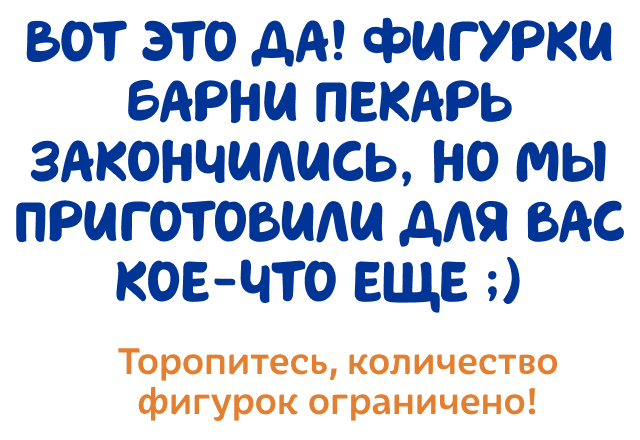 ВОТ ЭТО ДА! ФИГУРКИ
БАРНИ ПЕКАРЬ
ЗАКОНЧИЛИСЬ, НО МЫ
ПРИГОТОВИЛИ ДЛЯ ВАС
КОЕ-ЧТО ЕЩЕ ;)
Торопитесь, количество
фигурок ограничено!